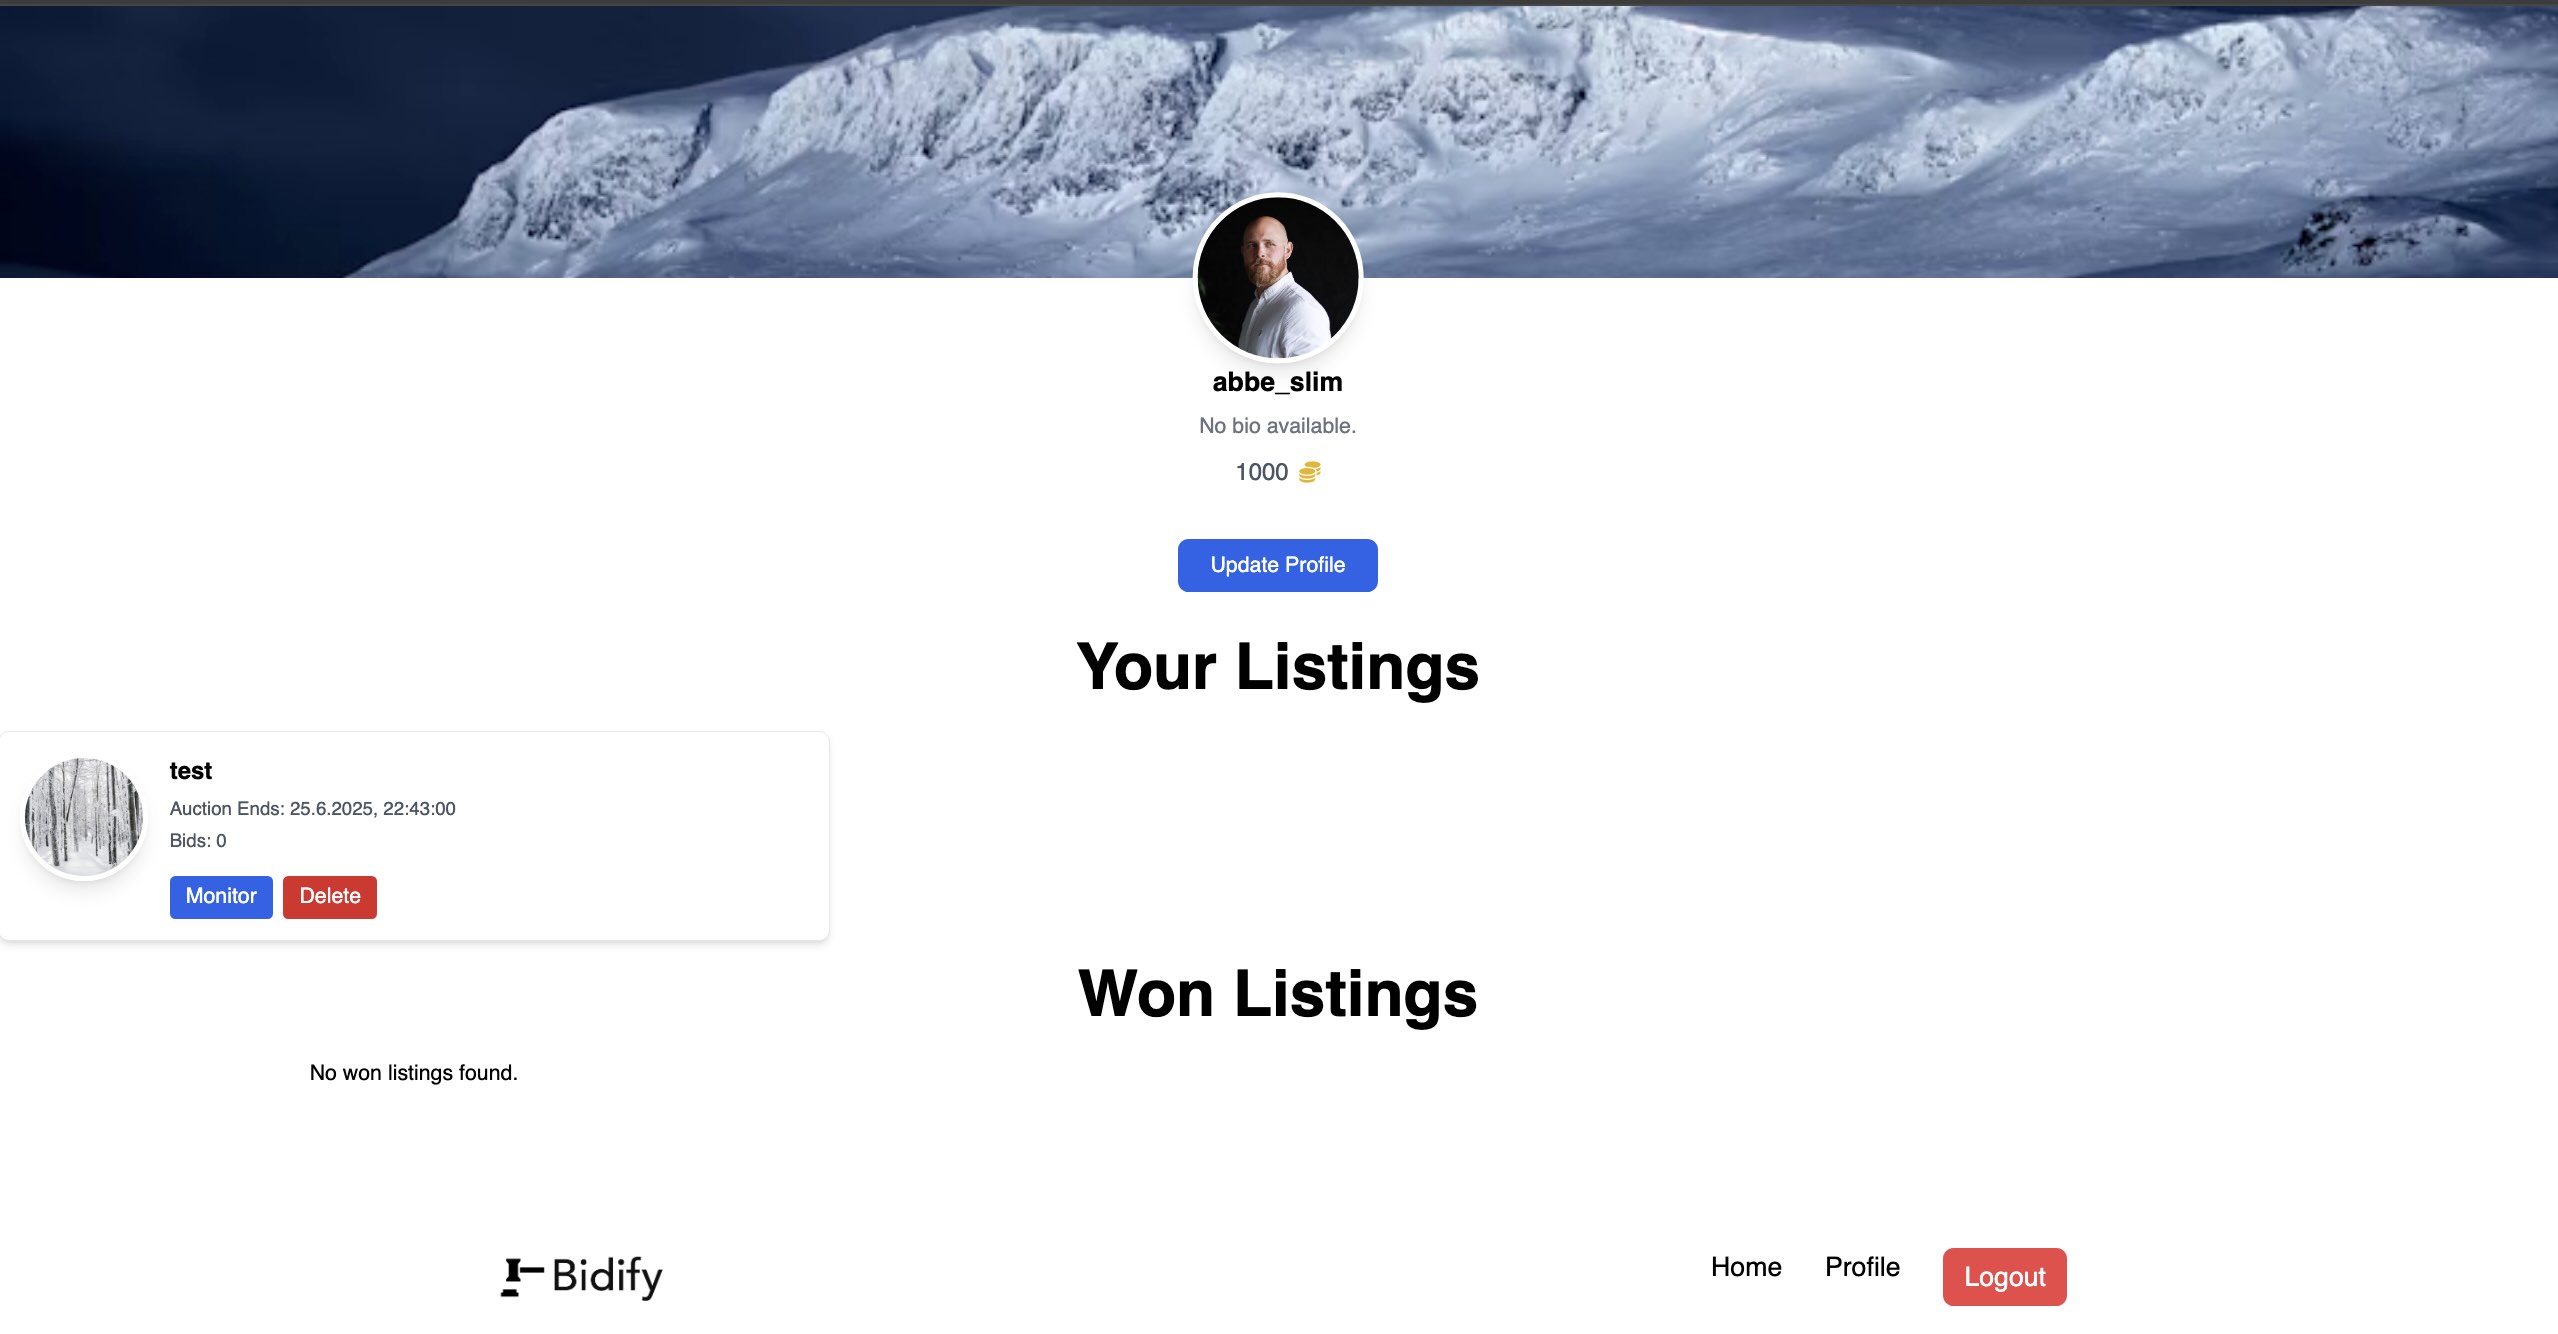 abbe_slim
No bio available.
1000
Update Profile
Your Listings
test
Auction Ends: 25.6.2025, 22:43:00
Bids: 0
Monitor Delete
Won Listings
No won listings found.
Bidify
Home Profile Logout